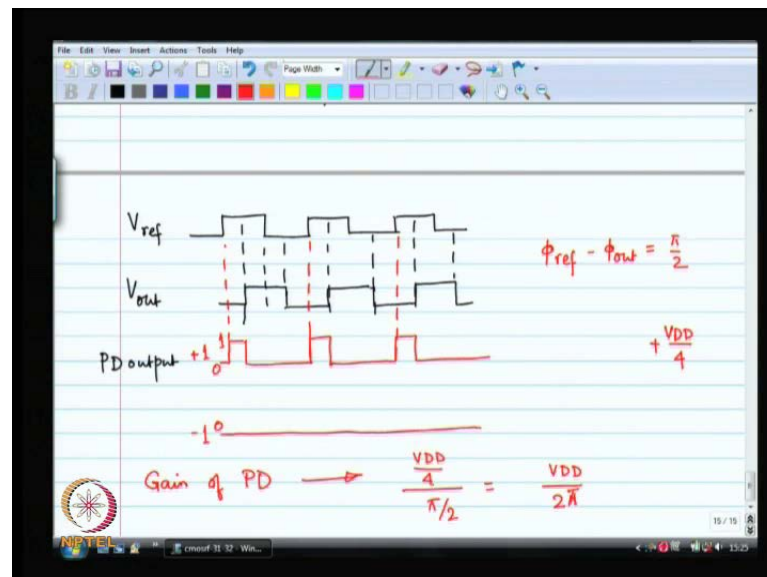 File Edit View Insert Actions Tools Help
Page Width
B I
V ref
V out
PD output +1 1
0
-1 0
ϕref - ϕout = π/2
+ VDD/4
Gain of PD → (VDD/4)/(π/2) = VDD/2π
15 / 15
NPTEL
cmosrf-31-32 - Win...
15:25